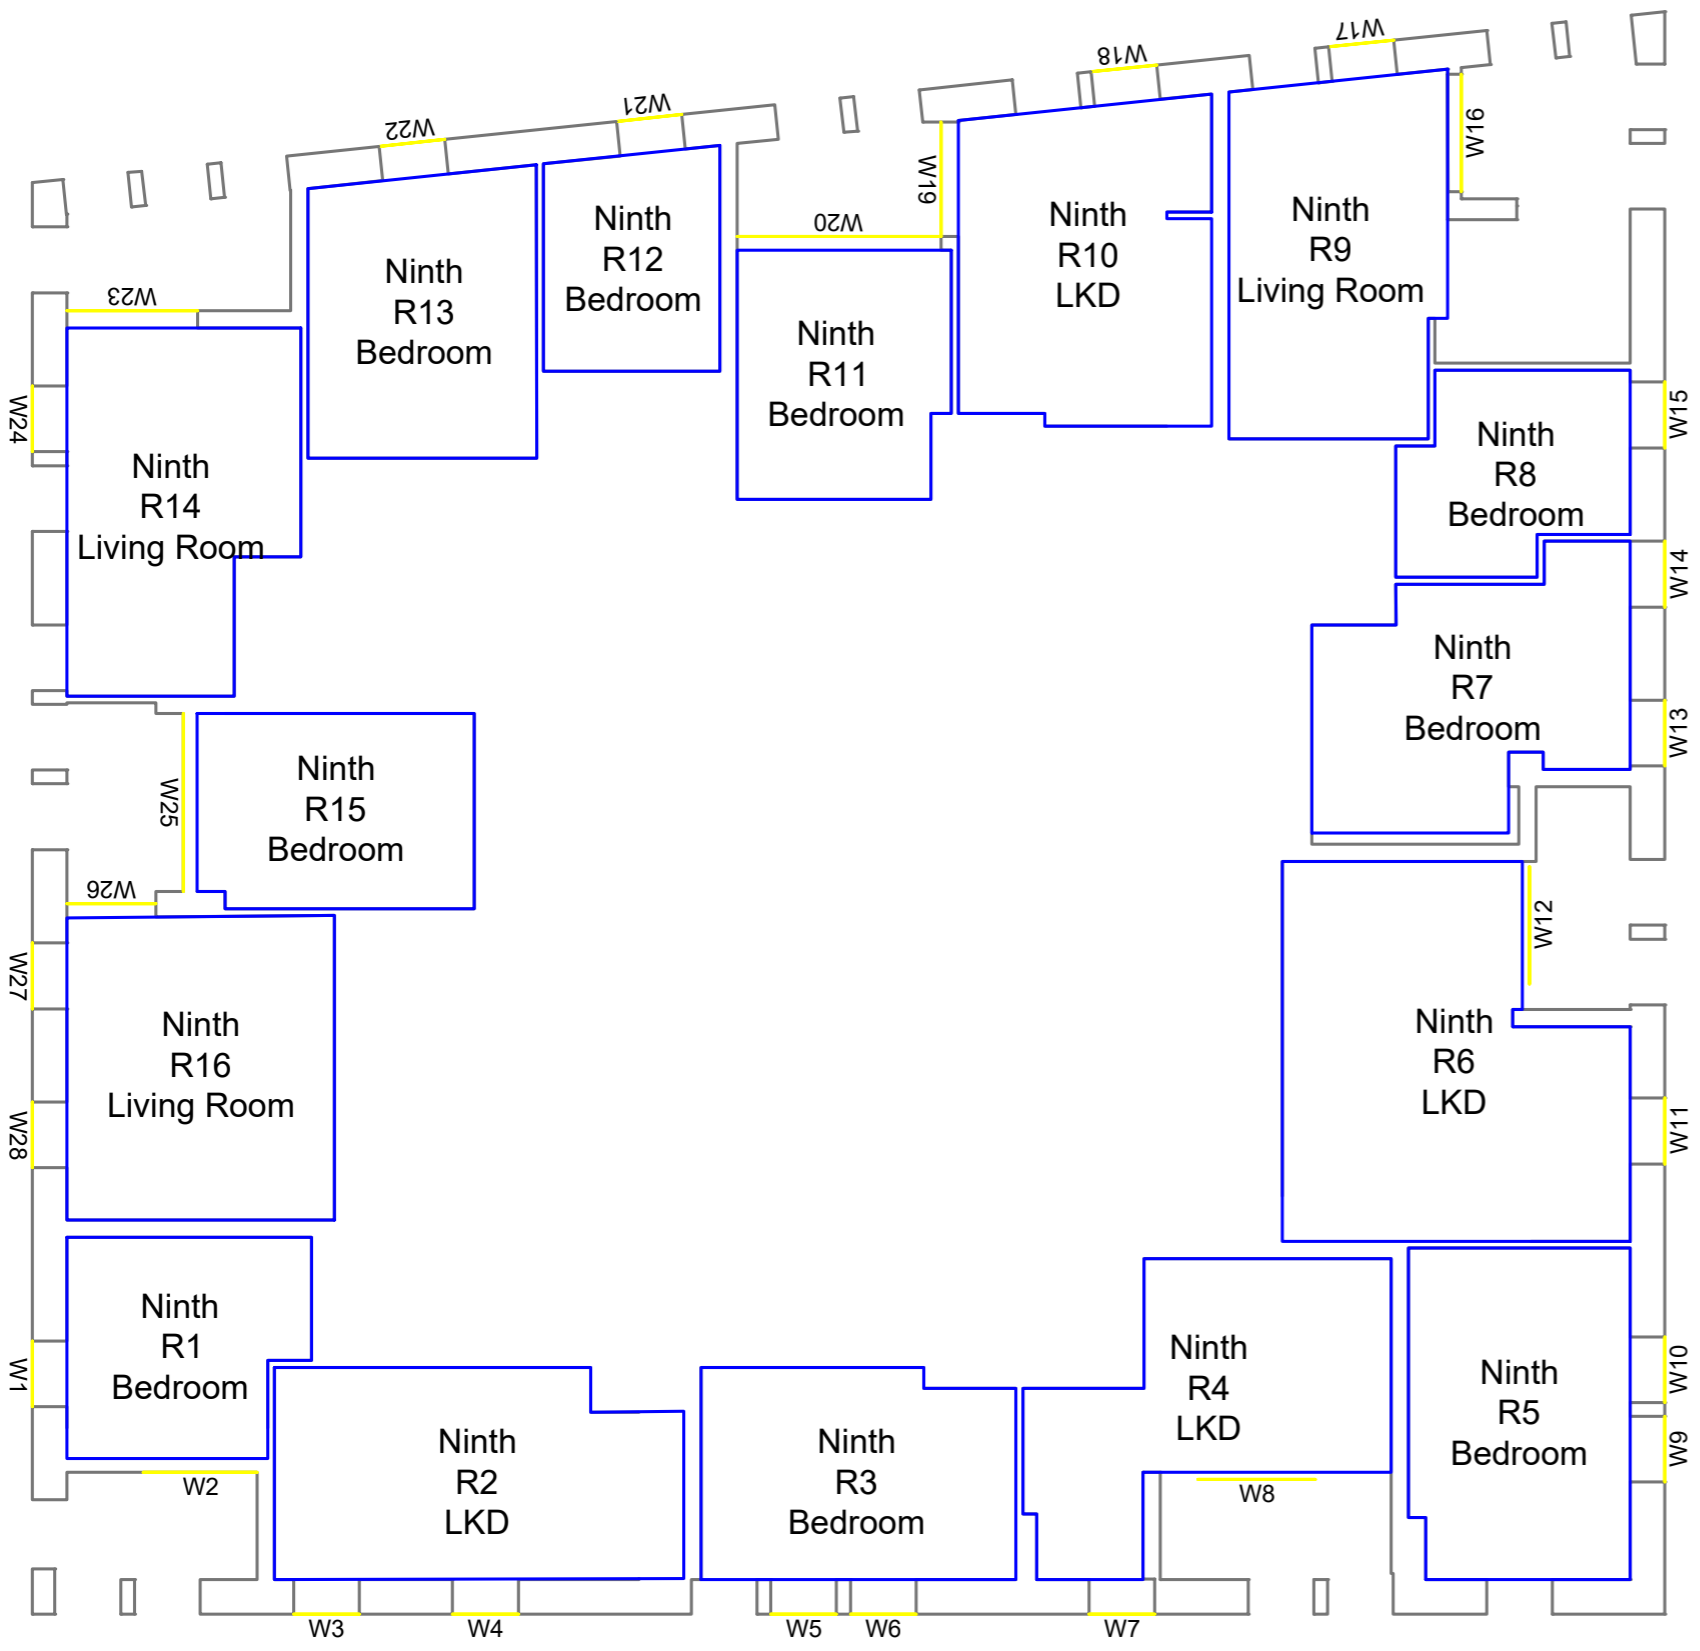 W17
W18
W21
W22
W16
W19
W20
Ninth
R9
Living Room
Ninth
R10
LKD
Ninth
R12
Bedroom
Ninth
R13
Bedroom
W23
Ninth
R11
Bedroom
W24
W15
Ninth
R14
Living Room
Ninth
R8
Bedroom
W14
Ninth
R7
Bedroom
W13
W25
Ninth
R15
Bedroom
W26
W12
W27
Ninth
R16
Living Room
Ninth
R6
LKD
W28
W11
Ninth
R1
Bedroom
W1
Ninth
R4
LKD
W10
Ninth
R5
Bedroom
W9
W2
Ninth
R2
LKD
Ninth
R3
Bedroom
W8
W3
W4
W5
W6
W7